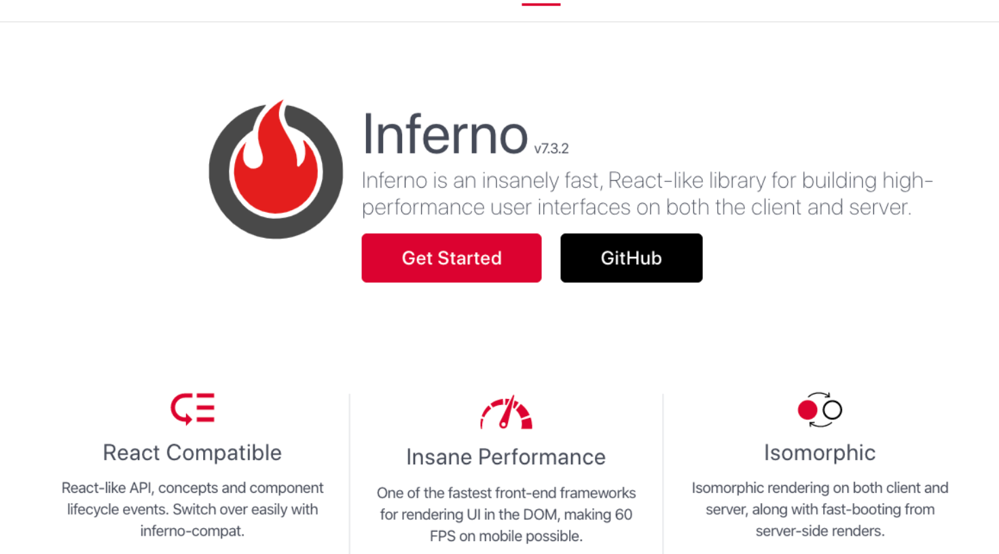 Inferno v7.3.2
Inferno is an insanely fast, React-like library for building high-
performance user interfaces on both the client and server.
Get Started
GitHub
React Compatible
React-like API, concepts and component
lifecycle events. Switch over easily with
inferno-compat.
Insane Performance
One of the fastest front-end frameworks
for rendering UI in the DOM, making 60
FPS on mobile possible.
Isomorphic
Isomorphic rendering on both client and
server, along with fast-booting from
server-side renders.